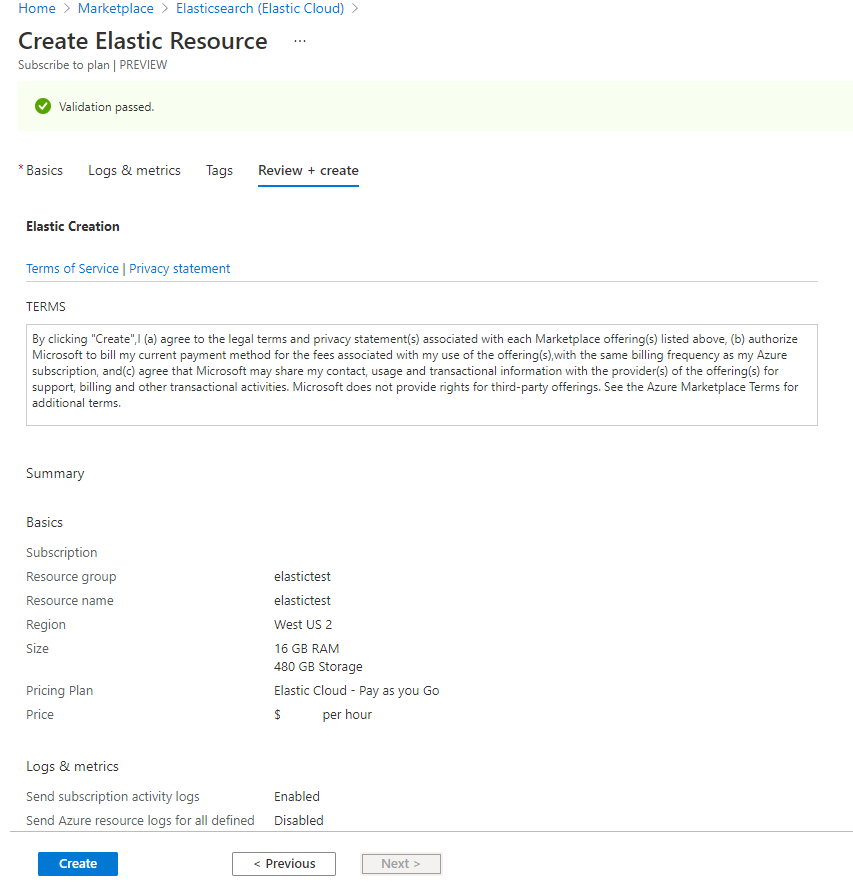 Home > Marketplace > Elasticsearch (Elastic Cloud) >
Create Elastic Resource ...
Subscribe to plan | PREVIEW
Validation passed.
* Basics Logs & metrics Tags Review + create
Elastic Creation
Terms of Service | Privacy statement
TERMS
By clicking "Create",I (a) agree to the legal terms and privacy statement(s) associated with each Marketplace offering(s) listed above, (b) authorize
Microsoft to bill my current payment method for the fees associated with my use of the offering(s),with the same billing frequency as my Azure
subscription, and(c) agree that Microsoft may share my contact, usage and transactional information with the provider(s) of the offering(s) for
support, billing and other transactional activities. Microsoft does not provide rights for third-party offerings. See the Azure Marketplace Terms for
additional terms.
Summary
Basics
Subscription
Resource group elastictest
Resource name elastictest
Region West US 2
Size 16 GB RAM
480 GB Storage
Pricing Plan Elastic Cloud - Pay as you Go
Price $ per hour
Logs & metrics
Send subscription activity logs Enabled
Send Azure resource logs for all defined Disabled
Create < Previous Next >